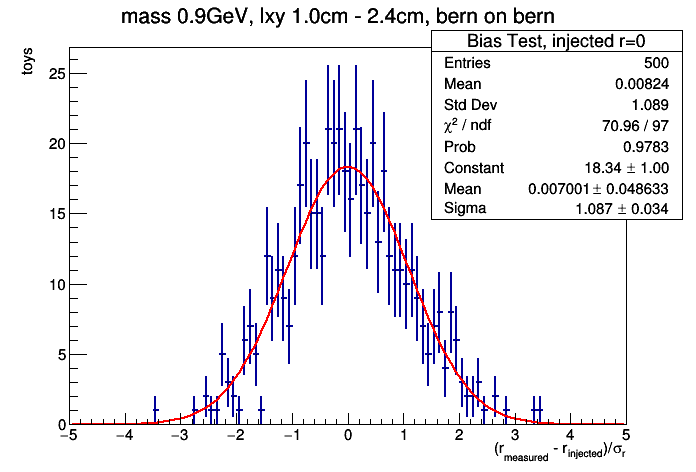 mass 0.9GeV, lxy 1.0cm - 2.4cm, bern on bern
Bias Test, injected r=0
Entries 500
Mean 0.00824
Std Dev 1.089
χ² / ndf 70.96 / 97
Prob 0.9783
Constant 18.34 ± 1.00
Mean 0.007001 ± 0.048633
Sigma 1.087 ± 0.034
toys
25
20
15
10
5
0
−5 −4 −3 −2 −1 0 1 2 3 4 5
(r_measured - r_injected)/σ_r